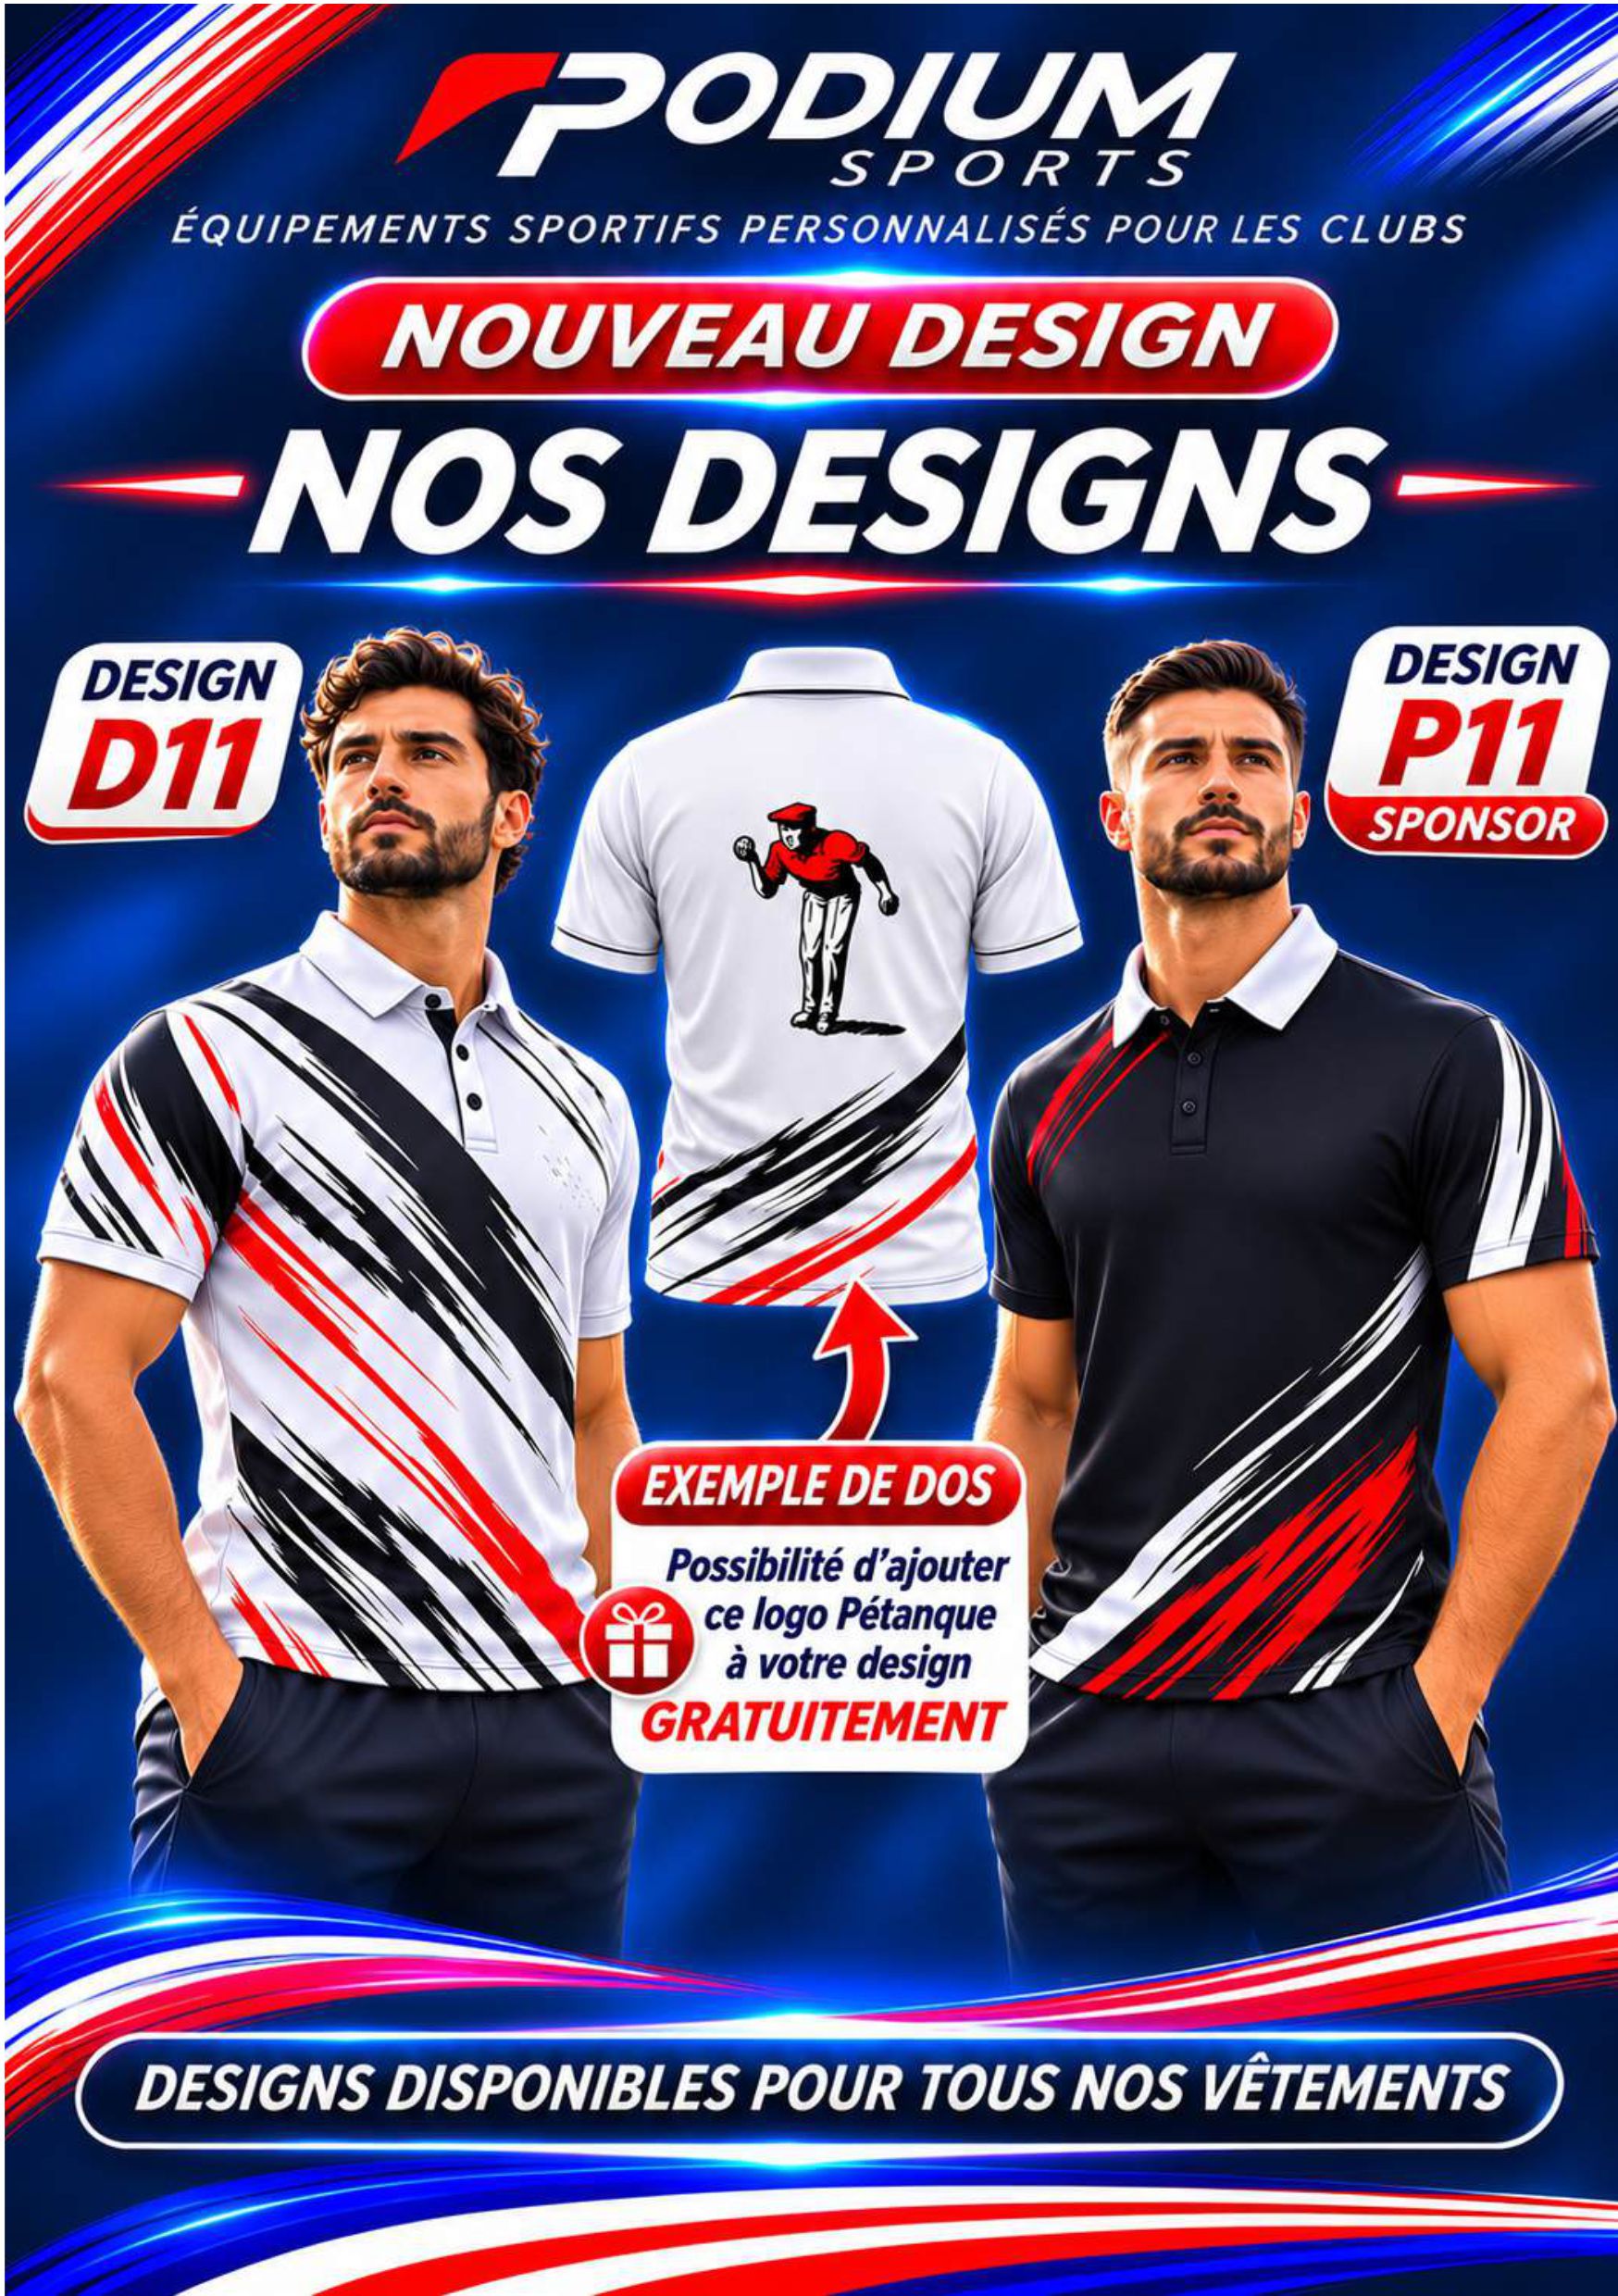 PODIUM
SPORTS
ÉQUIPEMENTS SPORTIFS PERSONNALISÉS POUR LES CLUBS
NOUVEAU DESIGN
NOS DESIGNS
DESIGN
D11
DESIGN
P11
SPONSOR
EXEMPLE DE DOS
Possibilité d'ajouter
ce logo Pétanque
à votre design
GRATUITEMENT
DESIGNS DISPONIBLES POUR TOUS NOS VÊTEMENTS